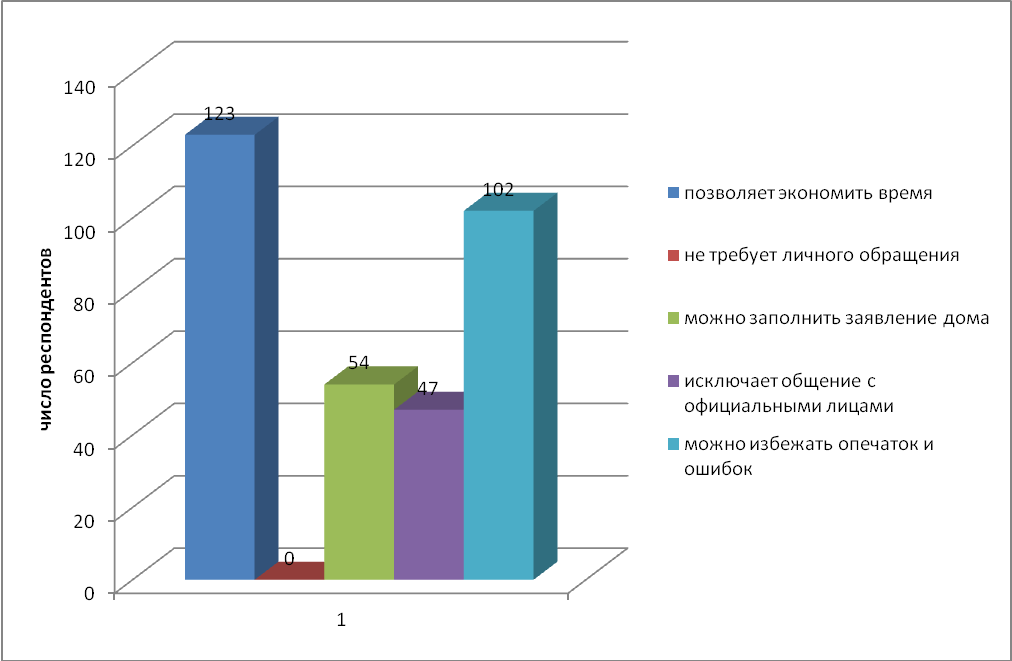 число респондентов
140
120
100
80
60
40
20
0
123
0
54
47
102
1
позволяет экономить время
не требует личного обращения
можно заполнить заявление дома
исключает общение с
официальными лицами
можно избежать опечаток и
ошибок